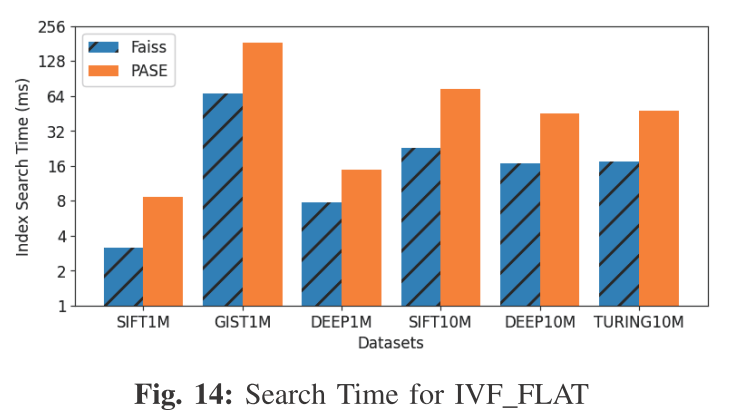 256
128
64
32
16
8
4
2
1
Index Search Time (ms)
Faiss
PASE
SIFT1M GIST1M DEEP1M SIFT10M DEEP10M TURING10M
Datasets
Fig. 14: Search Time for IVF_FLAT